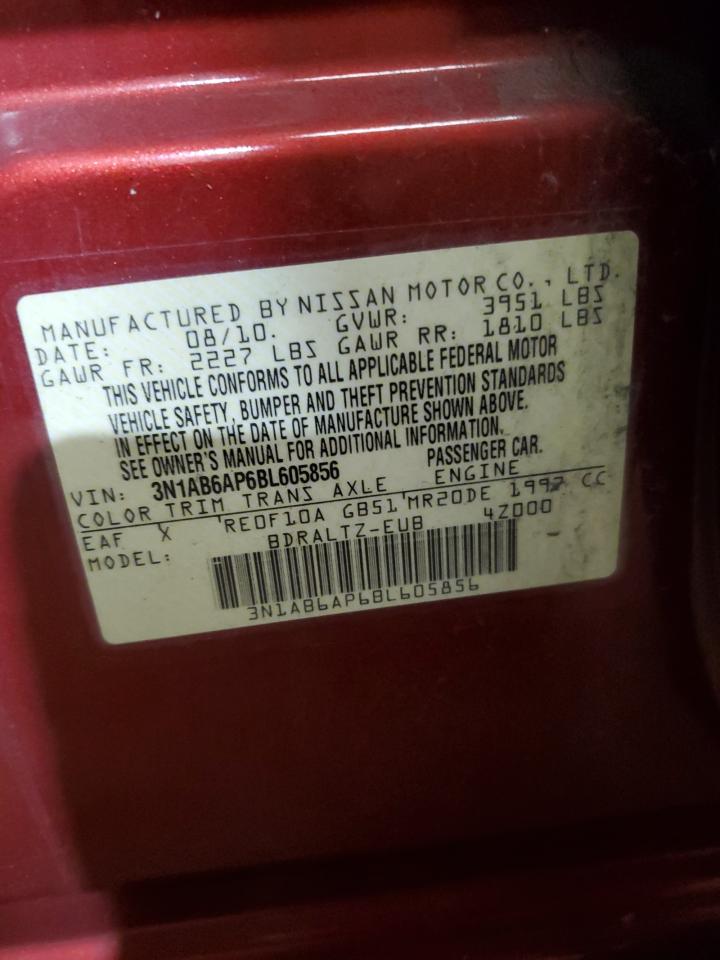 MANUFACTURED BY NISSAN MOTOR CO., LTD.
DATE: 08/10. GVWR: 3951 LBS
GAWR FR: 2227 LBS GAWR RR: 1810 LBS
THIS VEHICLE CONFORMS TO ALL APPLICABLE FEDERAL MOTOR
VEHICLE SAFETY, BUMPER AND THEFT PREVENTION STANDARDS
IN EFFECT ON THE DATE OF MANUFACTURE SHOWN ABOVE.
SEE OWNER'S MANUAL FOR ADDITIONAL INFORMATION.
VIN: 3N1AB6AP6BL605856 PASSENGER CAR.
COLOR TRIM TRANS AXLE ENGINE
EAF X RE0F10A GB51 MR20DE 1997 CC
MODEL: BDRALTZ-EUB 4Z000
3N1AB6AP6BL605856